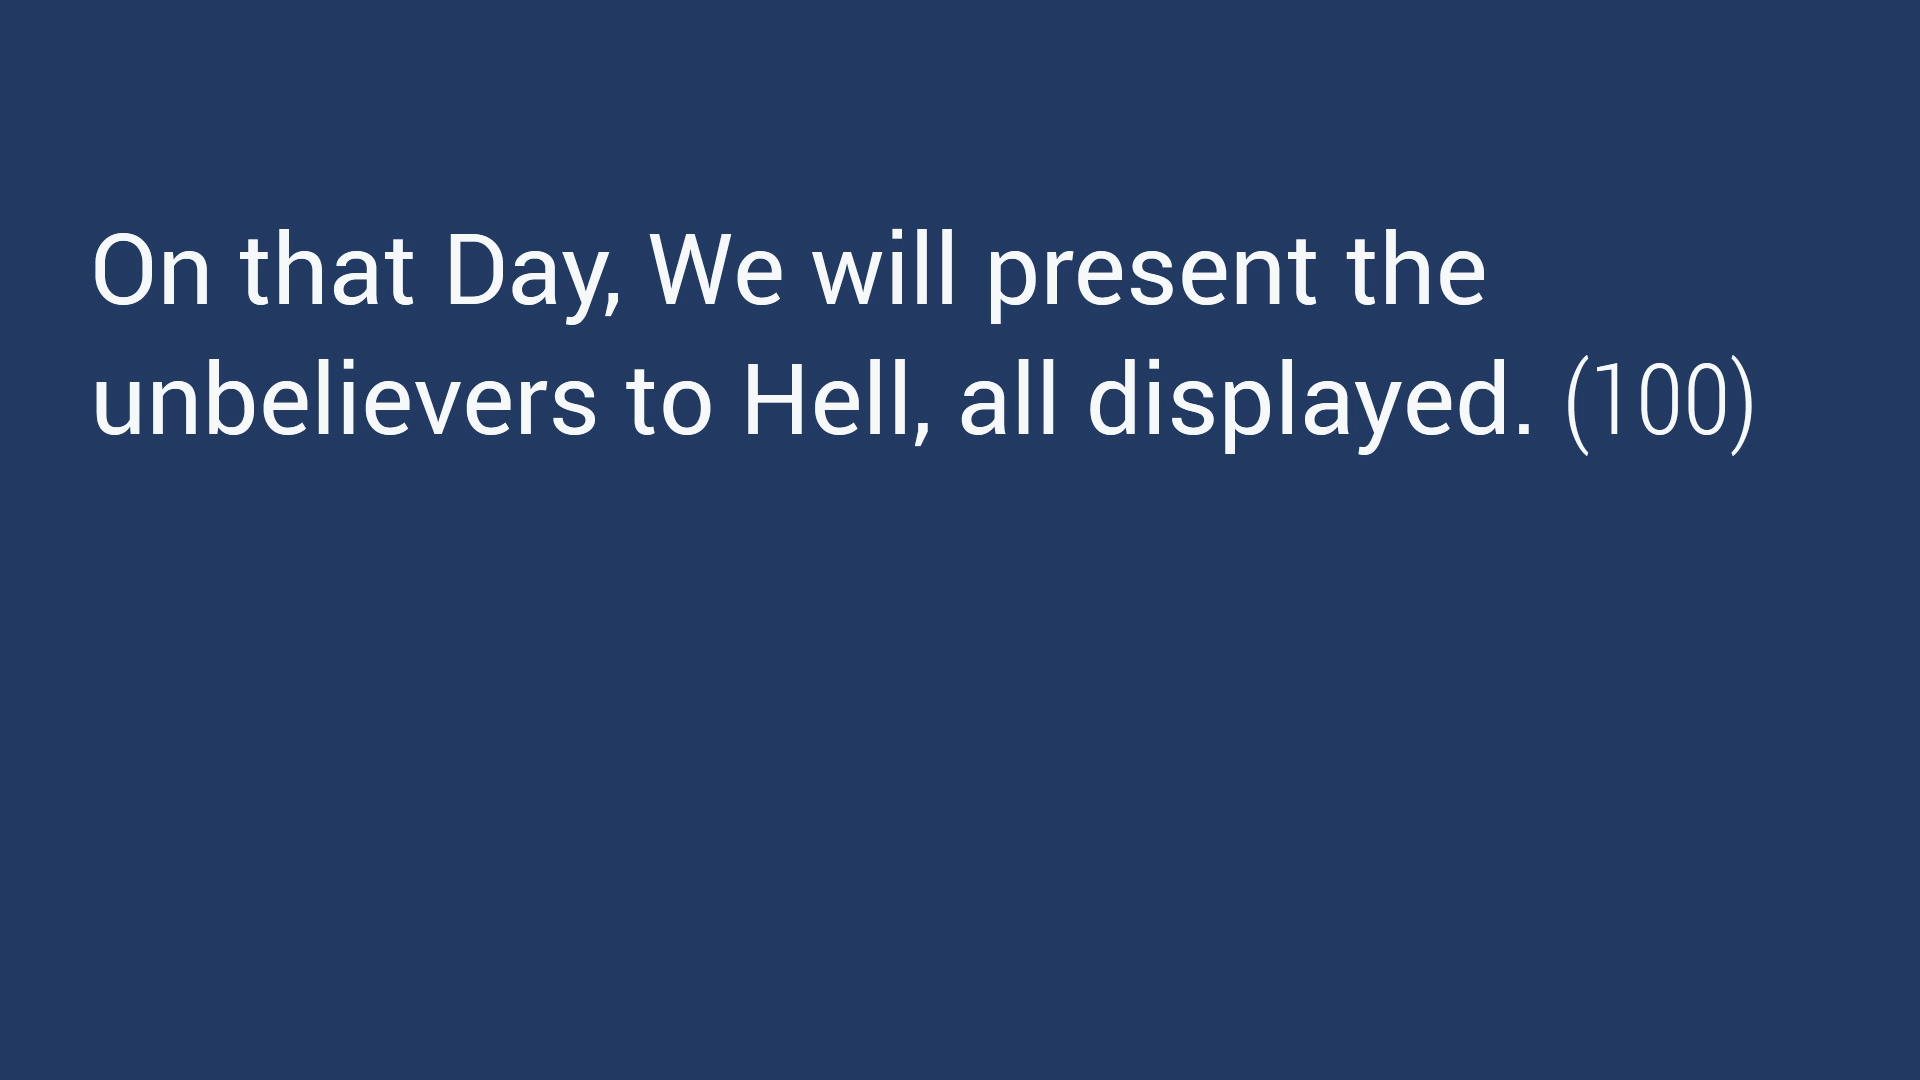 On that Day, We will present the
unbelievers to Hell, all displayed. (100)